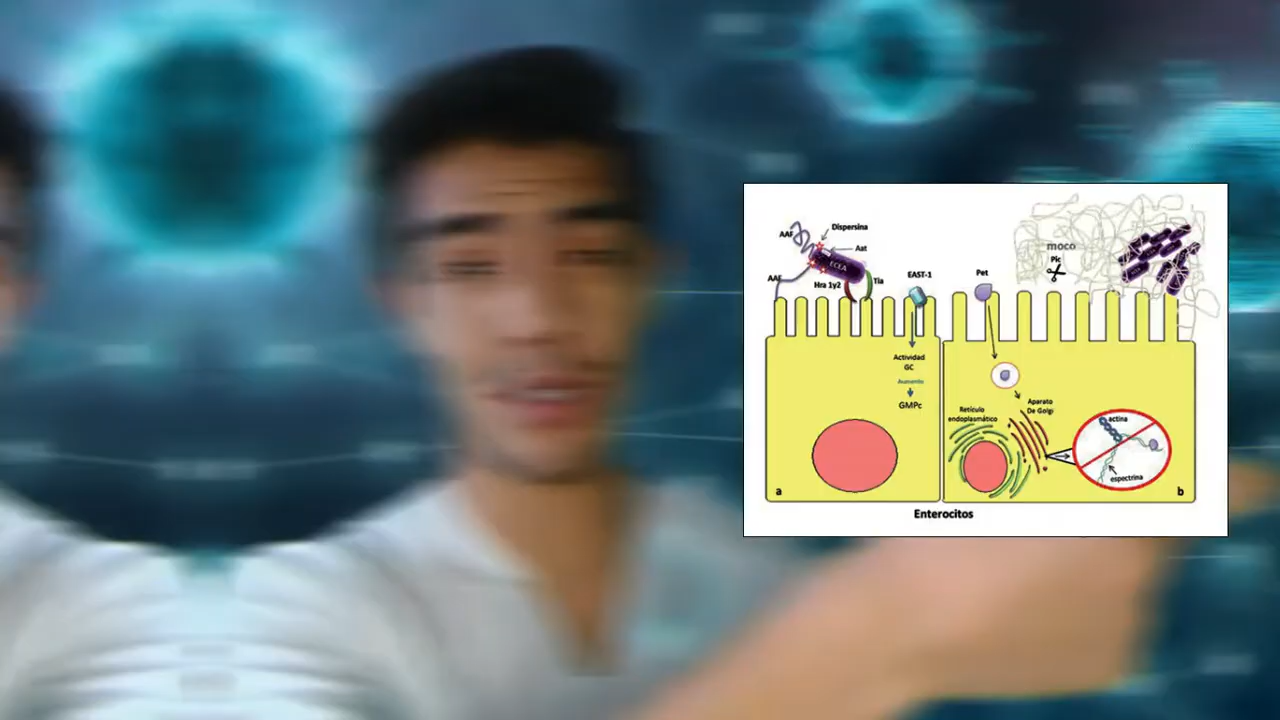 AAF
Dispersina
Aat
ECEA
AAF
Hra 1y2
Tia
EAST-1
Pet
moco
Pic
Actividad
GC
Aumento
GMPc
Retículo
endoplasmático
Aparato
De Golgi
actina
espectrina
a
b
Enterocitos